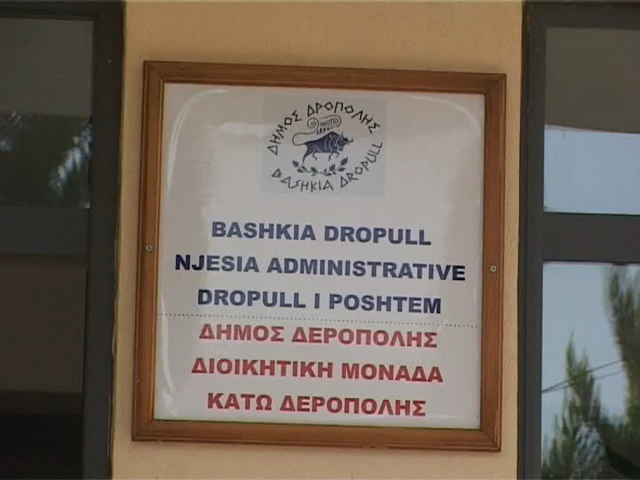 ΔΗΜΟΣ ΔΡΟΠΟΛΗΣ
BASHKIA DROPULL
BASHKIA DROPULL
NJESIA ADMINISTRATIVE
DROPULL I POSHTEM
ΔΗΜΟΣ ΔΕΡΟΠΟΛΗΣ
ΔΙΟΙΚΗΤΙΚΗ ΜΟΝΑΔΑ
ΚΑΤΩ ΔΕΡΟΠΟΛΗΣ